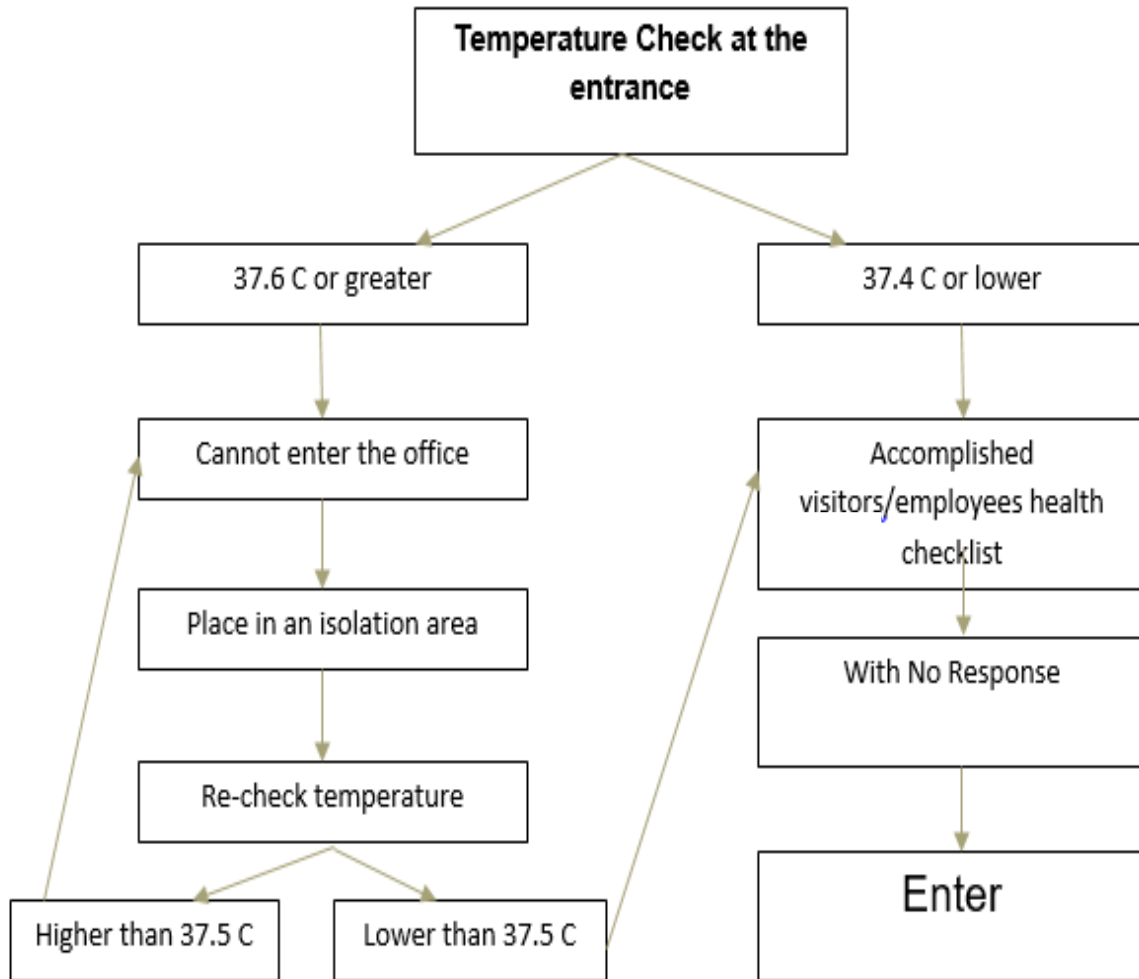 Temperature Check at the
entrance
37.6 C or greater
37.4 C or lower
Cannot enter the office
Accomplished
visitors/employees health
checklist
Place in an isolation area
With No Response
Re-check temperature
Enter
Higher than 37.5 C
Lower than 37.5 C